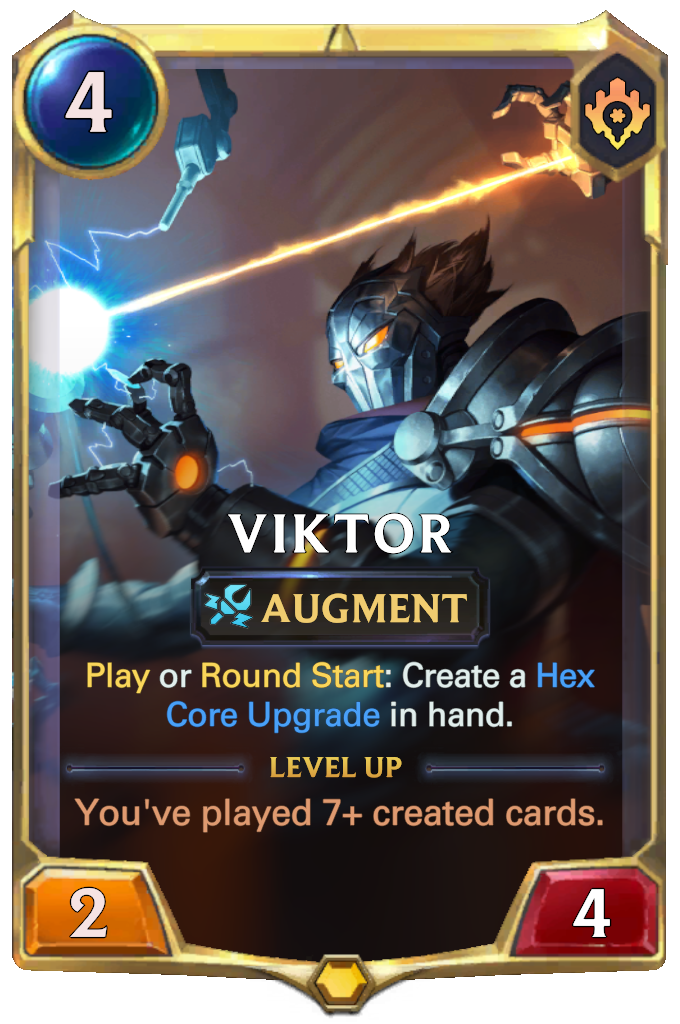 4
VIKTOR
AUGMENT
Play or Round Start: Create a Hex
Core Upgrade in hand.
LEVEL UP
You've played 7+ created cards.
2
4